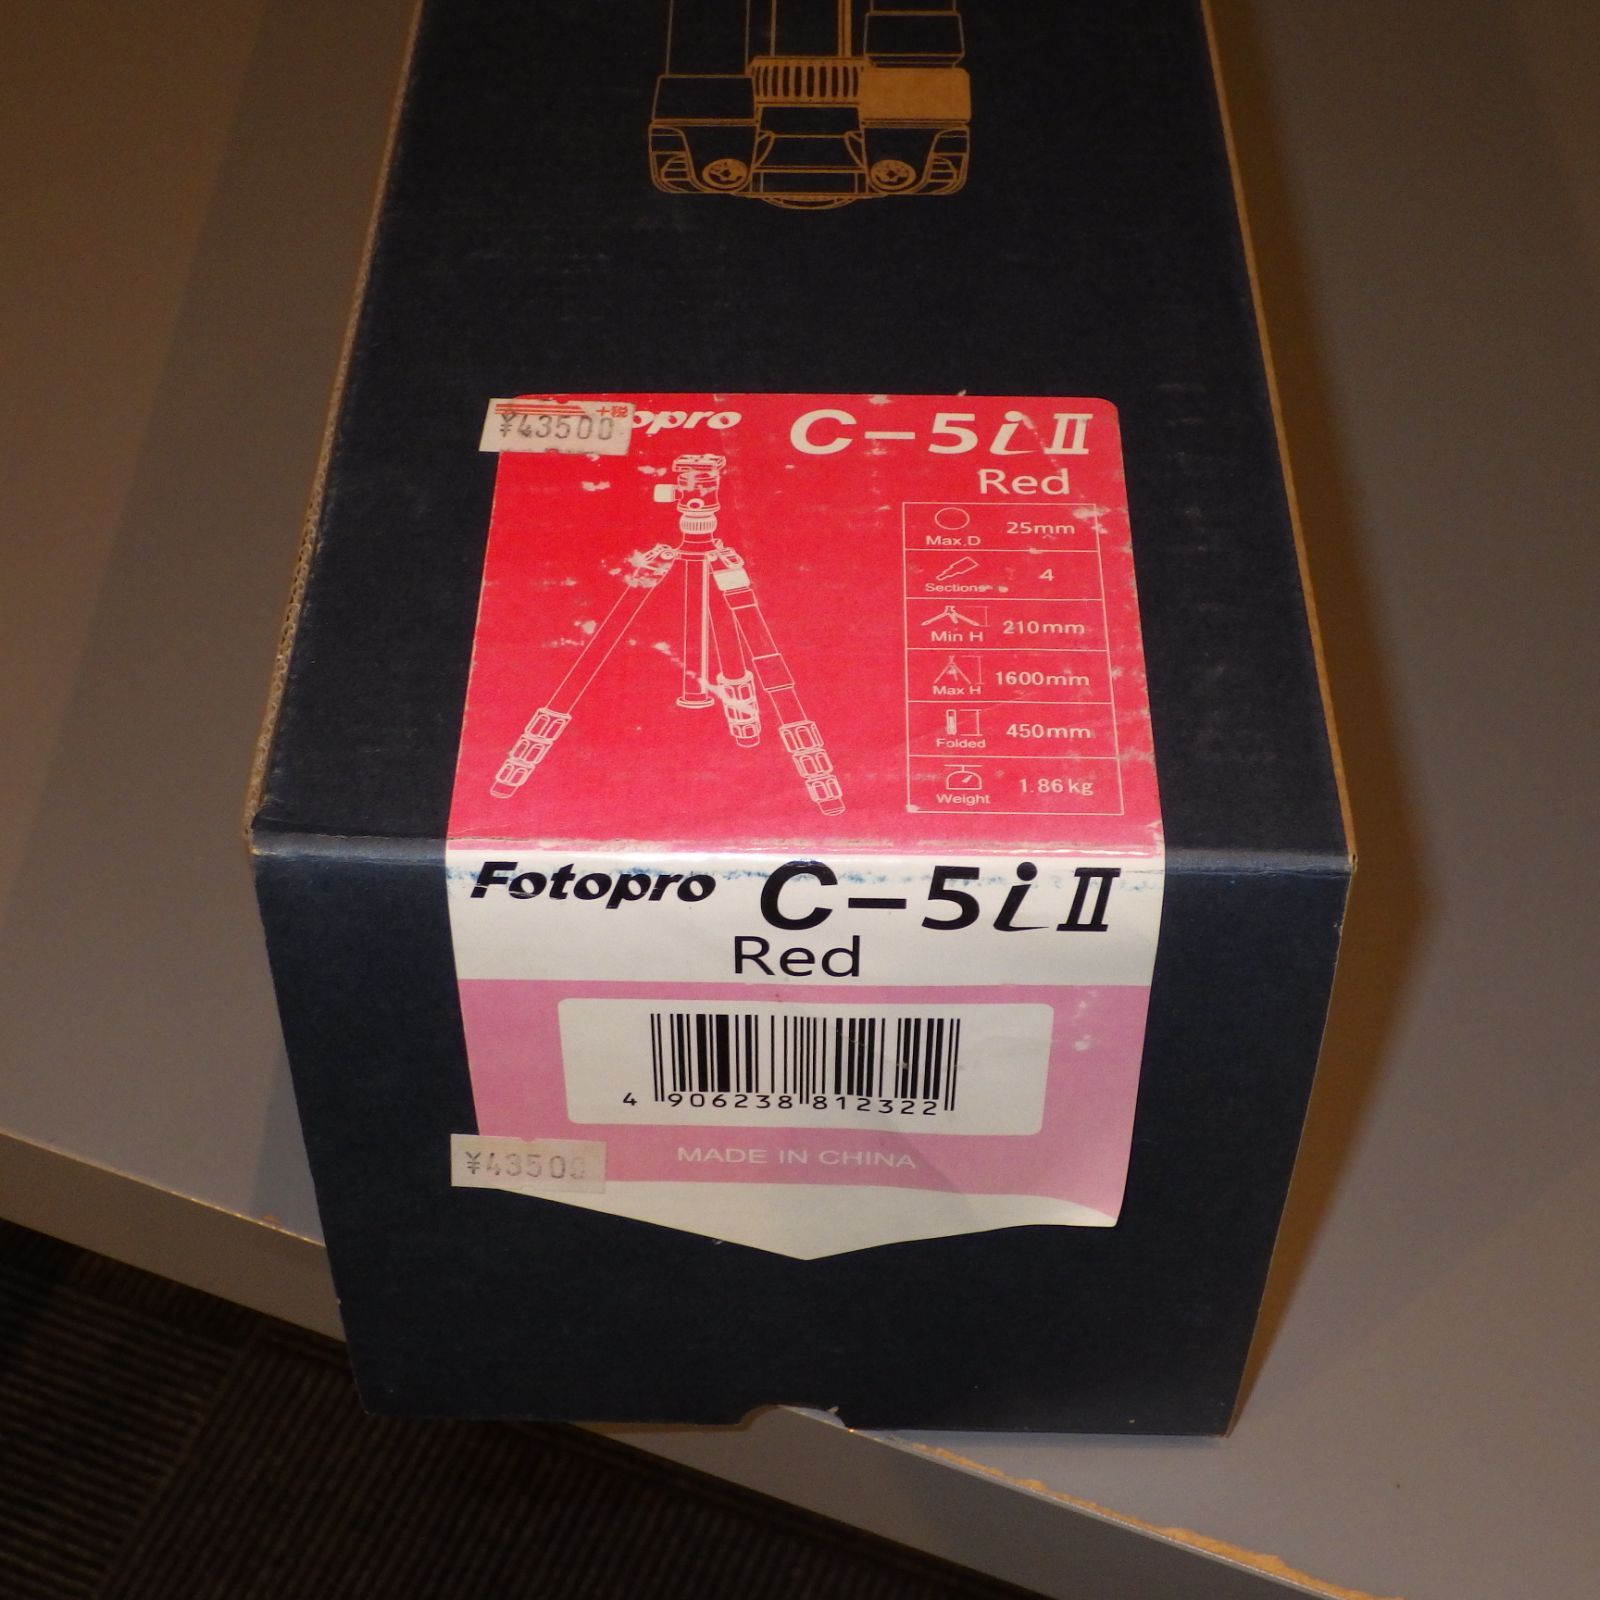 ¥43500
+税
opro C-5i II
Red
Max.D 25mm
Sections 4
Min H 210mm
Max H 1600mm
Folded 450mm
Weight 1.86kg
Fotopro C-5i II
Red
4 906238 812322
MADE IN CHINA
¥43500